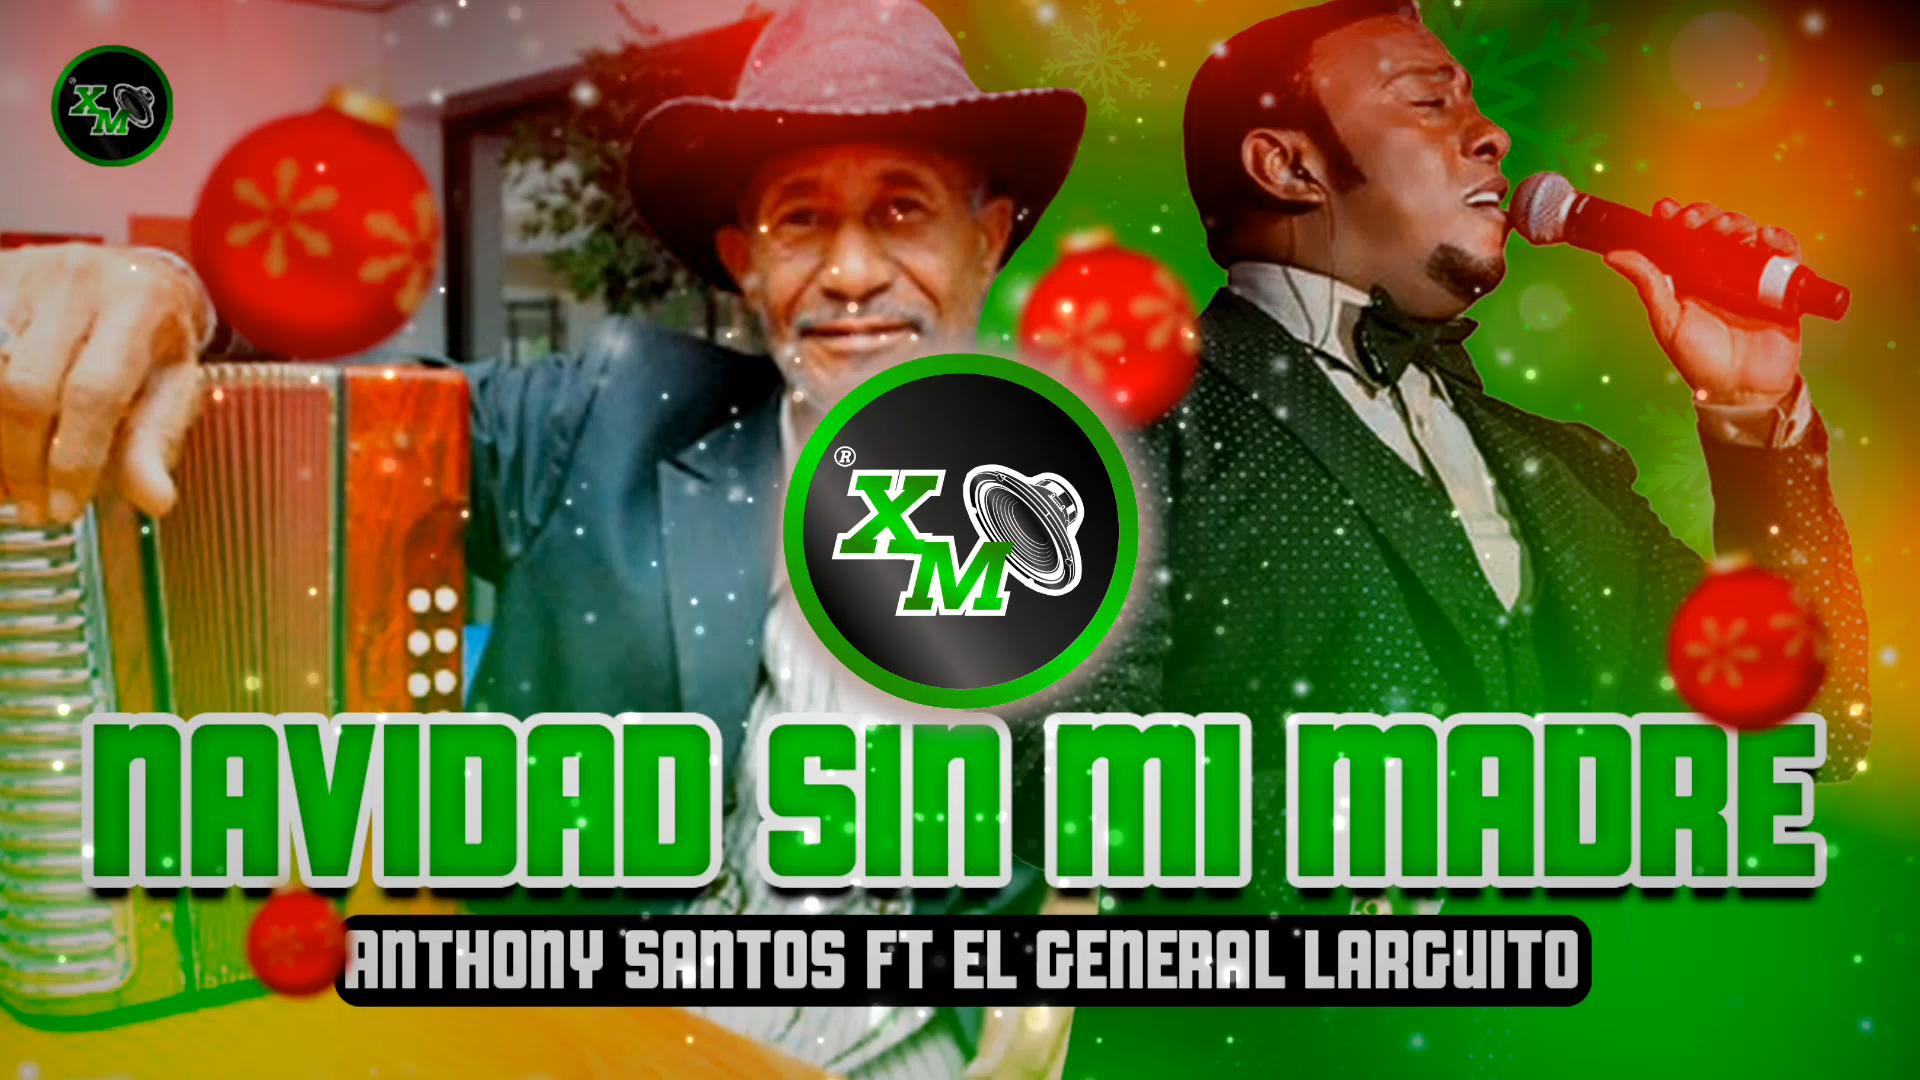 XM
® XM
NAVIDAD SIN MI MADRE
ANTHONY SANTOS FT EL GENERAL LARGUITO